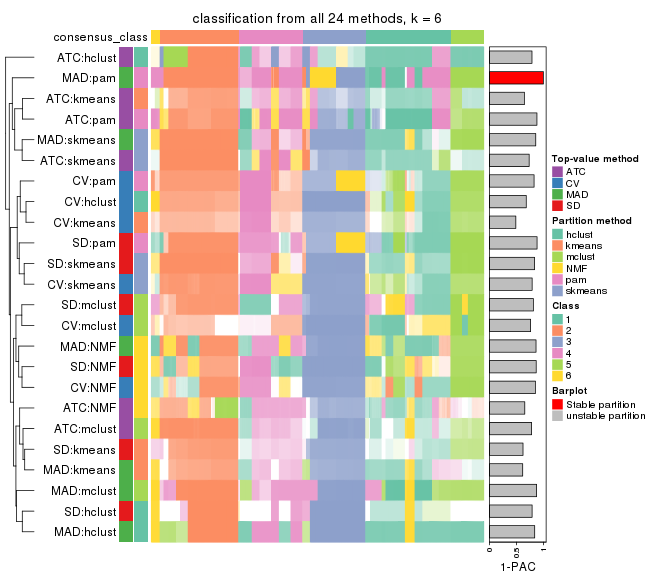 classification from all 24 methods, k = 6
consensus_class
ATC:hclust
MAD:pam
ATC:kmeans
ATC:pam
MAD:skmeans
ATC:skmeans
CV:pam
CV:hclust
CV:kmeans
SD:pam
SD:skmeans
CV:skmeans
SD:mclust
CV:mclust
MAD:NMF
SD:NMF
CV:NMF
ATC:NMF
ATC:mclust
SD:kmeans
MAD:kmeans
MAD:mclust
SD:hclust
MAD:hclust
0
0.5
1
1-PAC
Top-value method
ATC
CV
MAD
SD
Partition method
hclust
kmeans
mclust
NMF
pam
skmeans
Class
1
2
3
4
5
6
Barplot
Stable partition
unstable partition